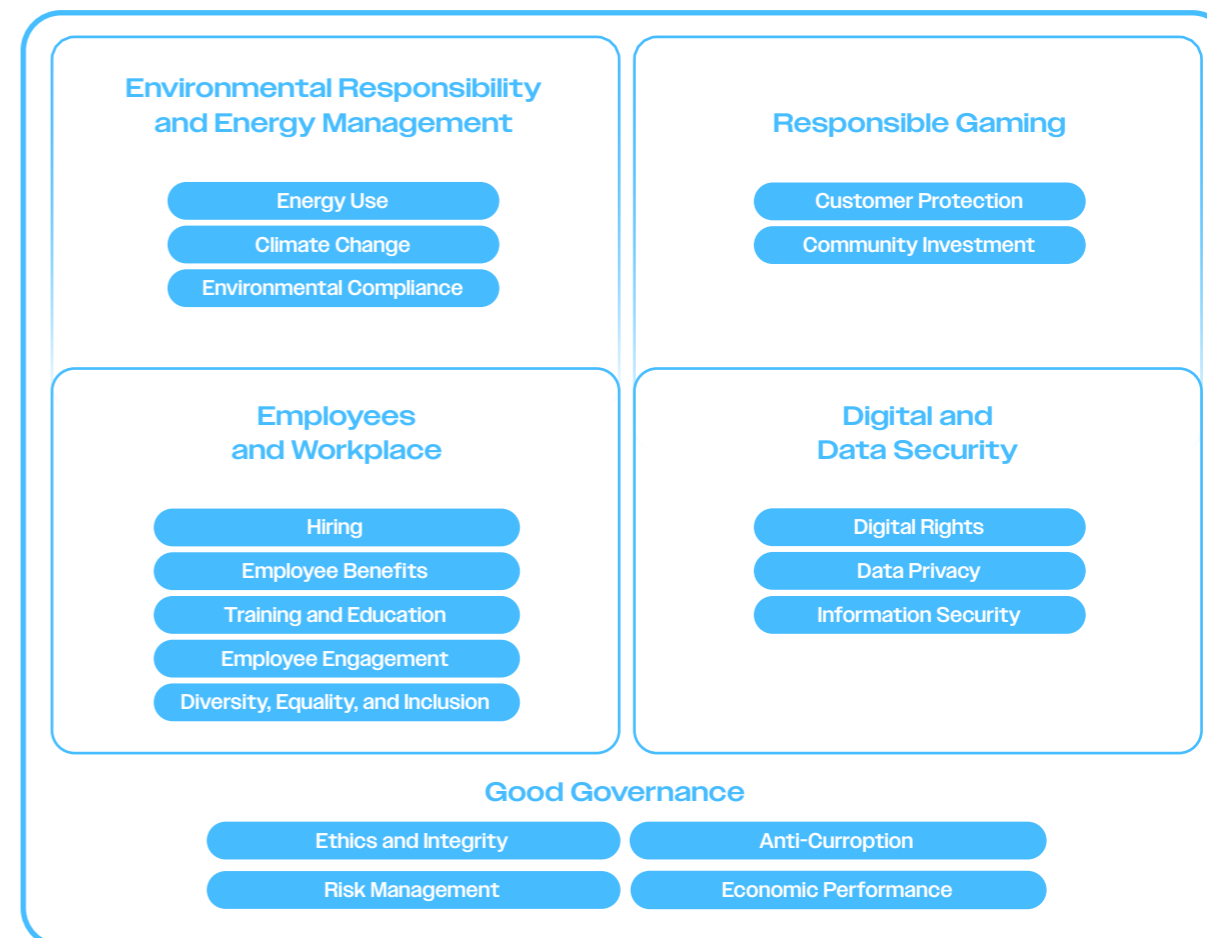 Environmental Responsibility
and Energy Management
Energy Use
Climate Change
Environmental Compliance
Responsible Gaming
Customer Protection
Community Investment
Employees
and Workplace
Hiring
Employee Benefits
Training and Education
Employee Engagement
Diversity, Equality, and Inclusion
Digital and
Data Security
Digital Rights
Data Privacy
Information Security
Good Governance
Ethics and Integrity
Anti-Curroption
Risk Management
Economic Performance